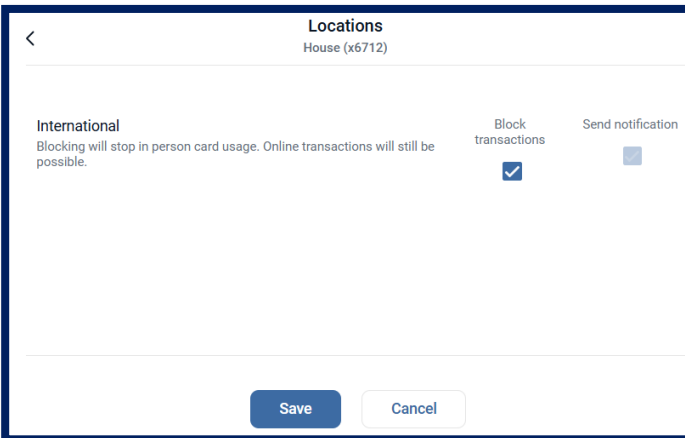 Locations
House (x6712)
International
Blocking will stop in person card usage. Online transactions will still be
possible.
Block
transactions
Send notification
Save
Cancel